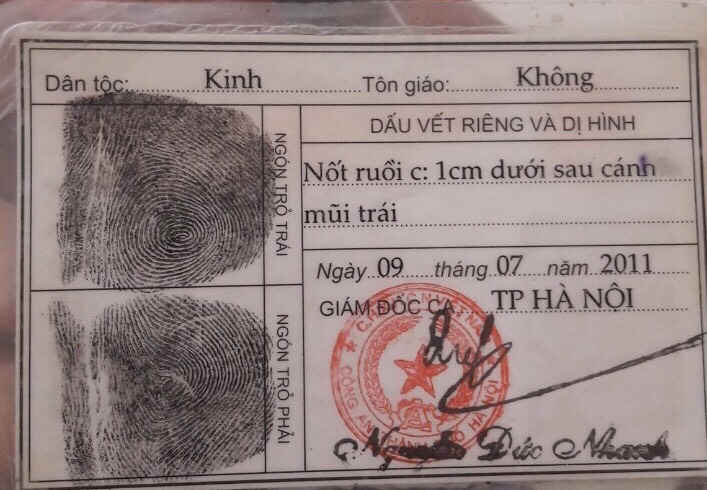 Dân tộc: Kinh Tôn giáo: Không
NGÓN TRỎ TRÁI
DẤU VẾT RIÊNG VÀ DỊ HÌNH
Nốt ruồi c: 1cm dưới sau cánh
mũi trái
Ngày 09 tháng 07 năm 2011
GIÁM ĐỐC CA TP HÀ NỘI
NGÓN TRỎ PHẢI
CÔNG AN THÀNH PHỐ HÀ NỘI
Nguyễn Đức Nhanh